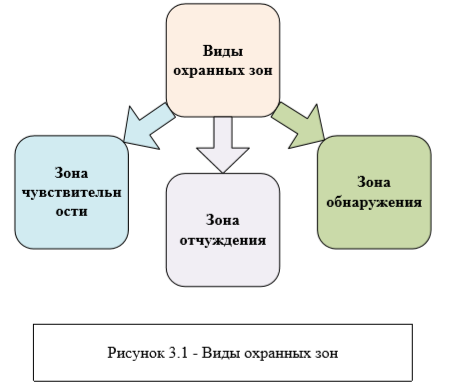 Виды
охранных зон
Зона
чувствительн
ости
Зона
отчуждения
Зона
обнаружения
Рисунок 3.1 - Виды охранных зон